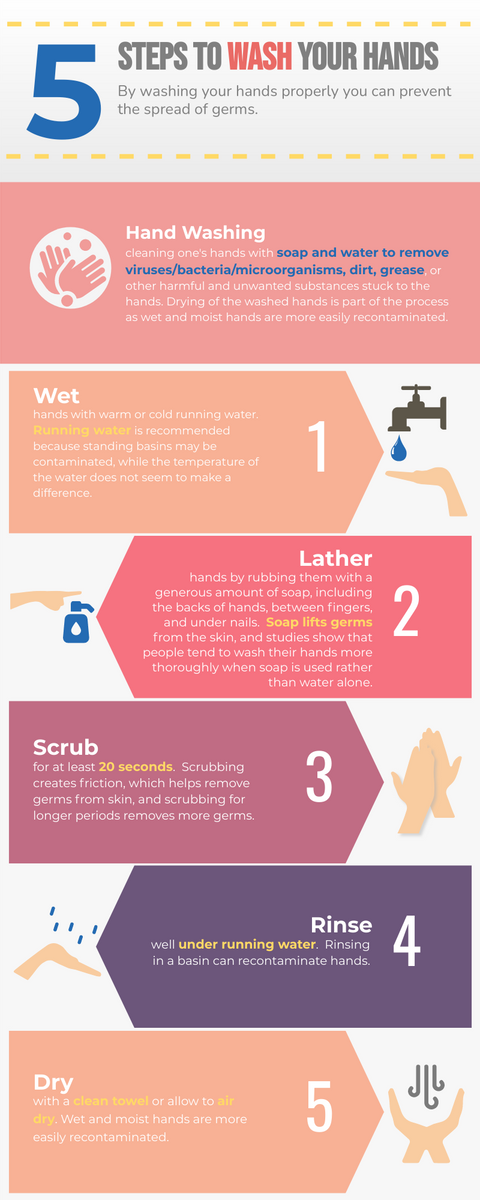 5
STEPS TO WASH YOUR HANDS
By washing your hands properly you can prevent
the spread of germs.
Hand Washing
cleaning one's hands with soap and water to remove
viruses/bacteria/microorganisms, dirt, grease, or
other harmful and unwanted substances stuck to the
hands. Drying of the washed hands is part of the process
as wet and moist hands are more easily recontaminated.
Wet
hands with warm or cold running water.
Running water is recommended
because standing basins may be
contaminated, while the temperature of
the water does not seem to make a
difference.
1
Lather
hands by rubbing them with a
generous amount of soap, including
the backs of hands, between fingers,
and under nails. Soap lifts germs
from the skin, and studies show that
people tend to wash their hands more
thoroughly when soap is used rather
than water alone.
2
Scrub
for at least 20 seconds. Scrubbing
creates friction, which helps remove
germs from skin, and scrubbing for
longer periods removes more germs.
3
Rinse
well under running water. Rinsing
in a basin can recontaminate hands.
4
Dry
with a clean towel or allow to air
dry. Wet and moist hands are more
easily recontaminated.
5